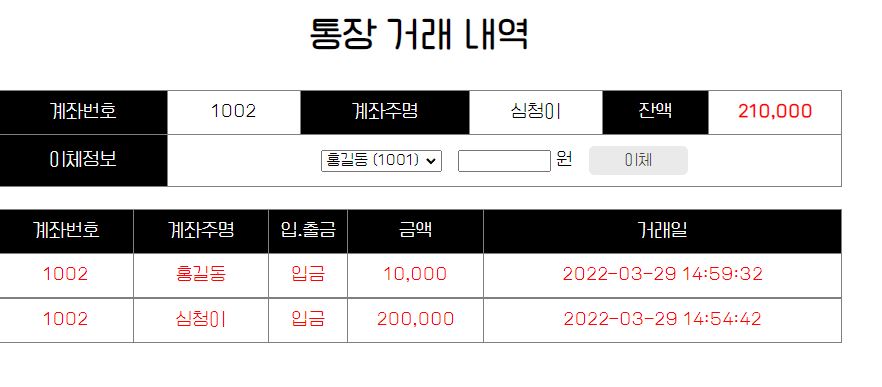 통장 거래 내역
계좌번호 1002 계좌주명 심청이 잔액 210,000
이체정보 홍길동 (1001) 원 이체
계좌번호 계좌주명 입.출금 금액 거래일
1002 홍길동 입금 10,000 2022-03-29 14:59:32
1002 심청이 입금 200,000 2022-03-29 14:54:42